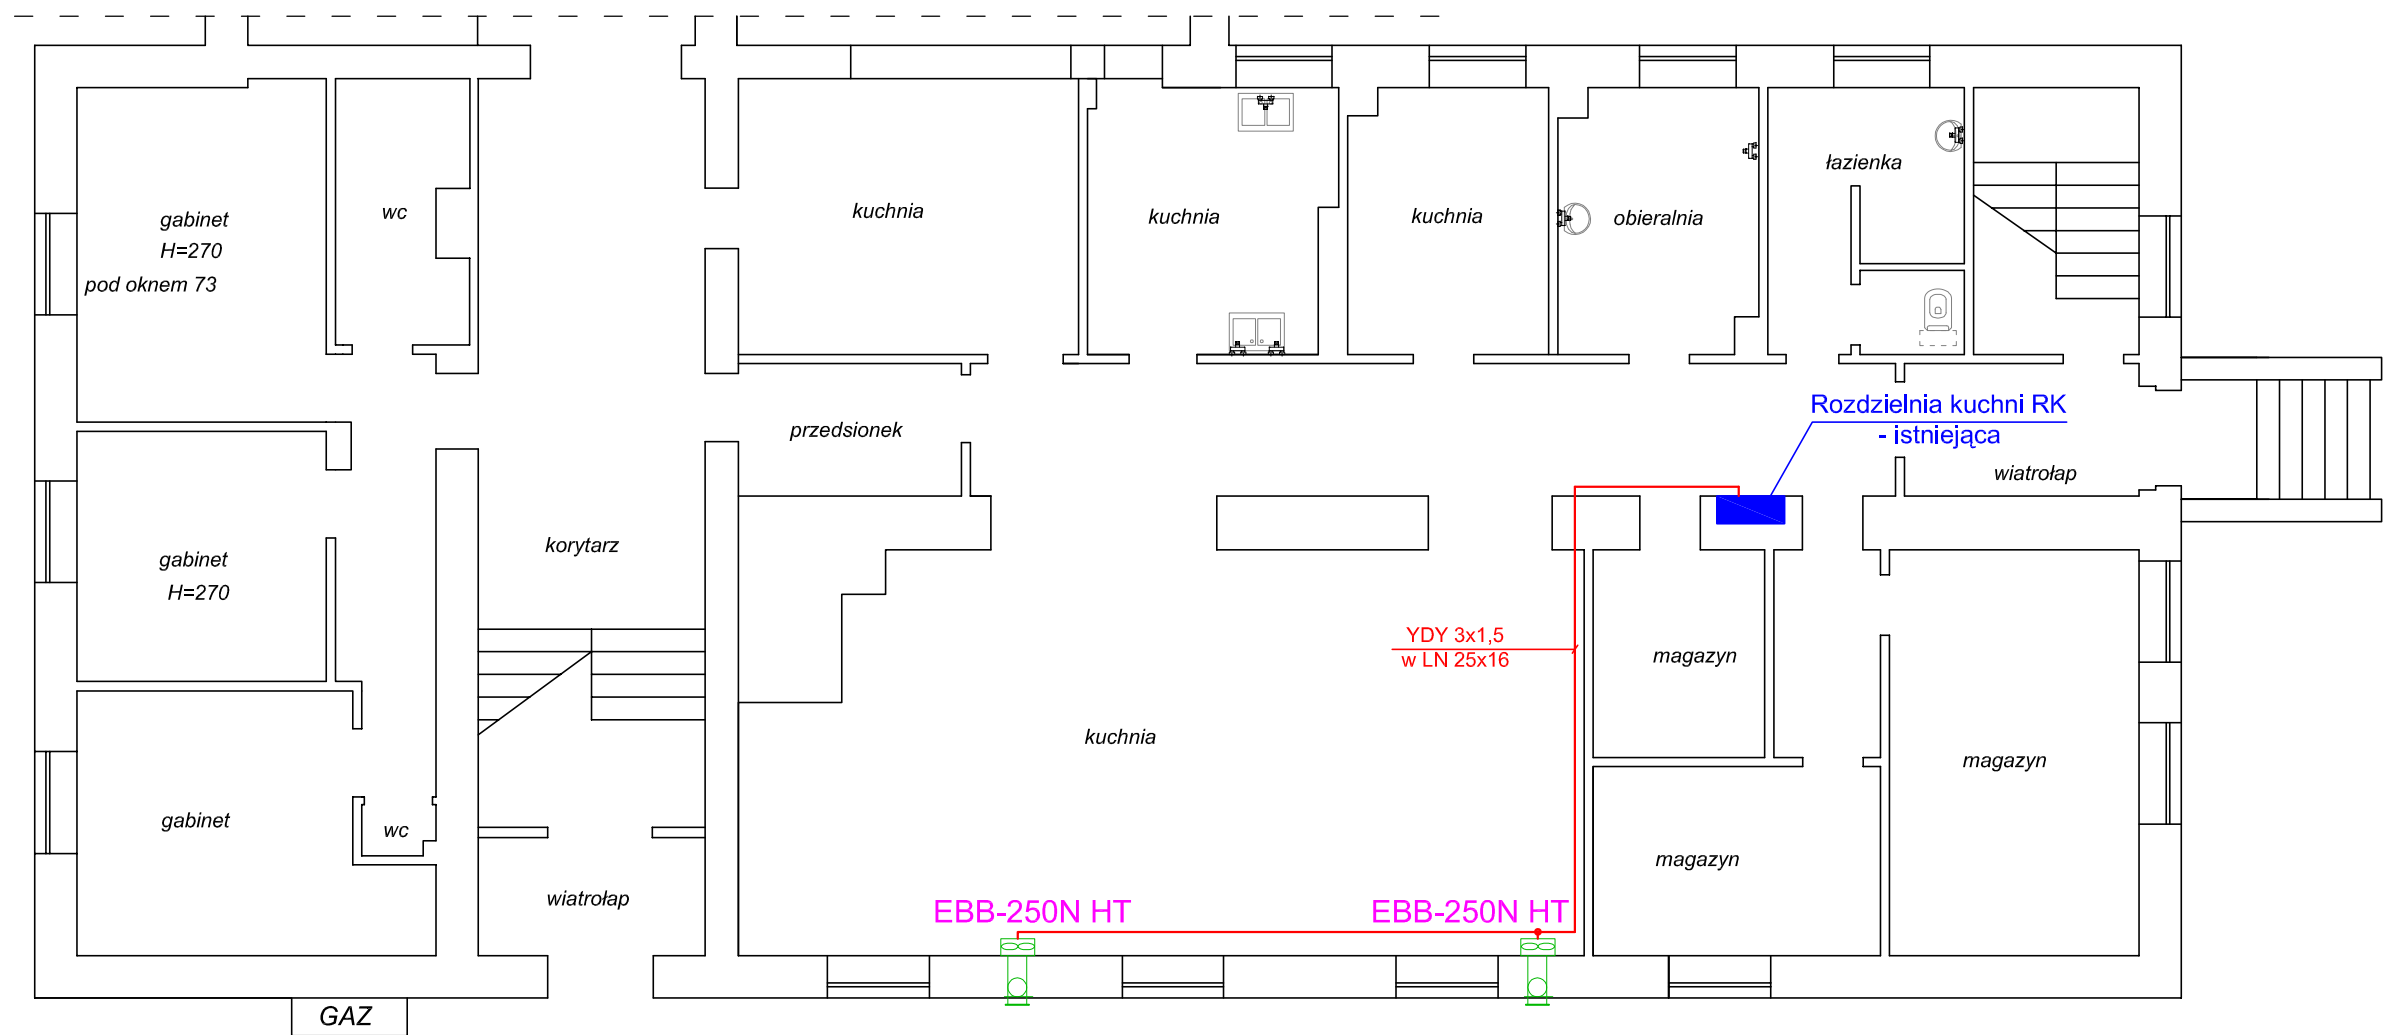 łazienka
gabinet
H=270
pod oknem 73
wc
kuchnia
kuchnia
kuchnia
obieralnia
Rozdzielnia kuchni RK
- istniejąca
przedsionek
wiatrołap
korytarz
gabinet
H=270
YDY 3x1,5
w LN 25x16
magazyn
kuchnia
magazyn
gabinet
wc
magazyn
wiatrołap
EBB-250N HT
EBB-250N HT
GAZ